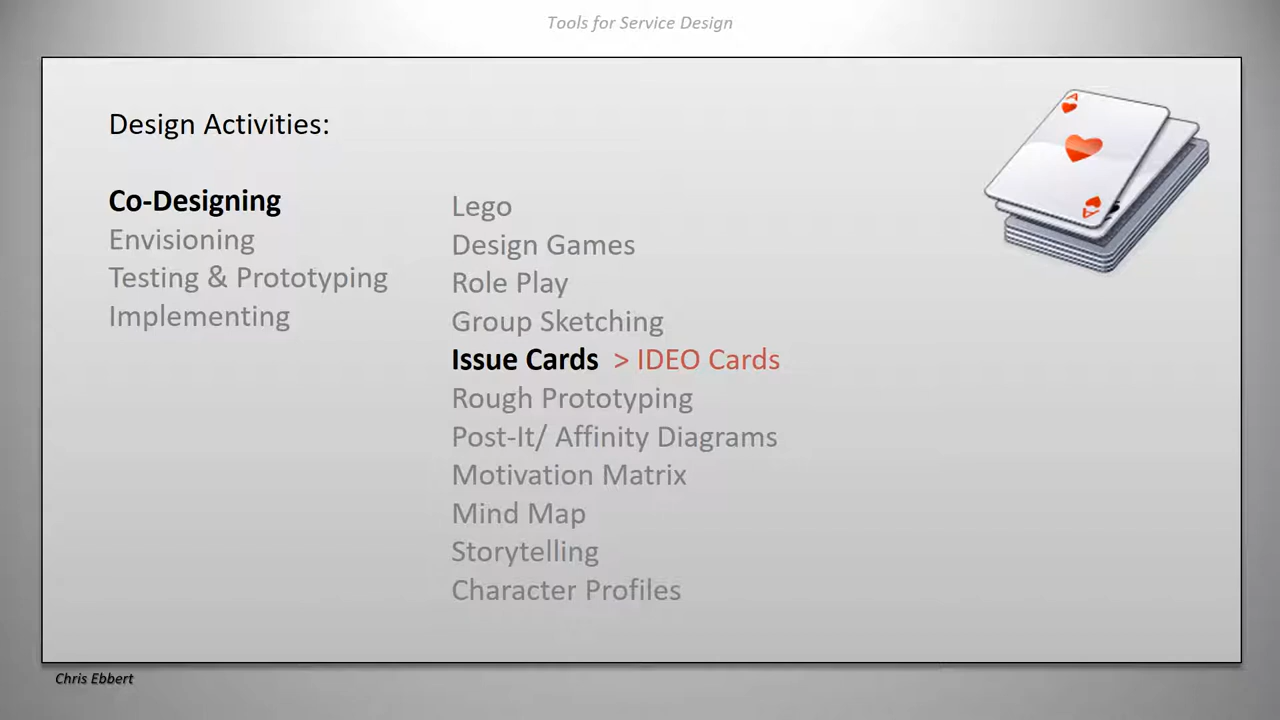 Tools for Service Design
Design Activities:
Co-Designing
Envisioning
Testing & Prototyping
Implementing
Lego
Design Games
Role Play
Group Sketching
Issue Cards > IDEO Cards
Rough Prototyping
Post-It/ Affinity Diagrams
Motivation Matrix
Mind Map
Storytelling
Character Profiles
A
A
Chris Ebbert